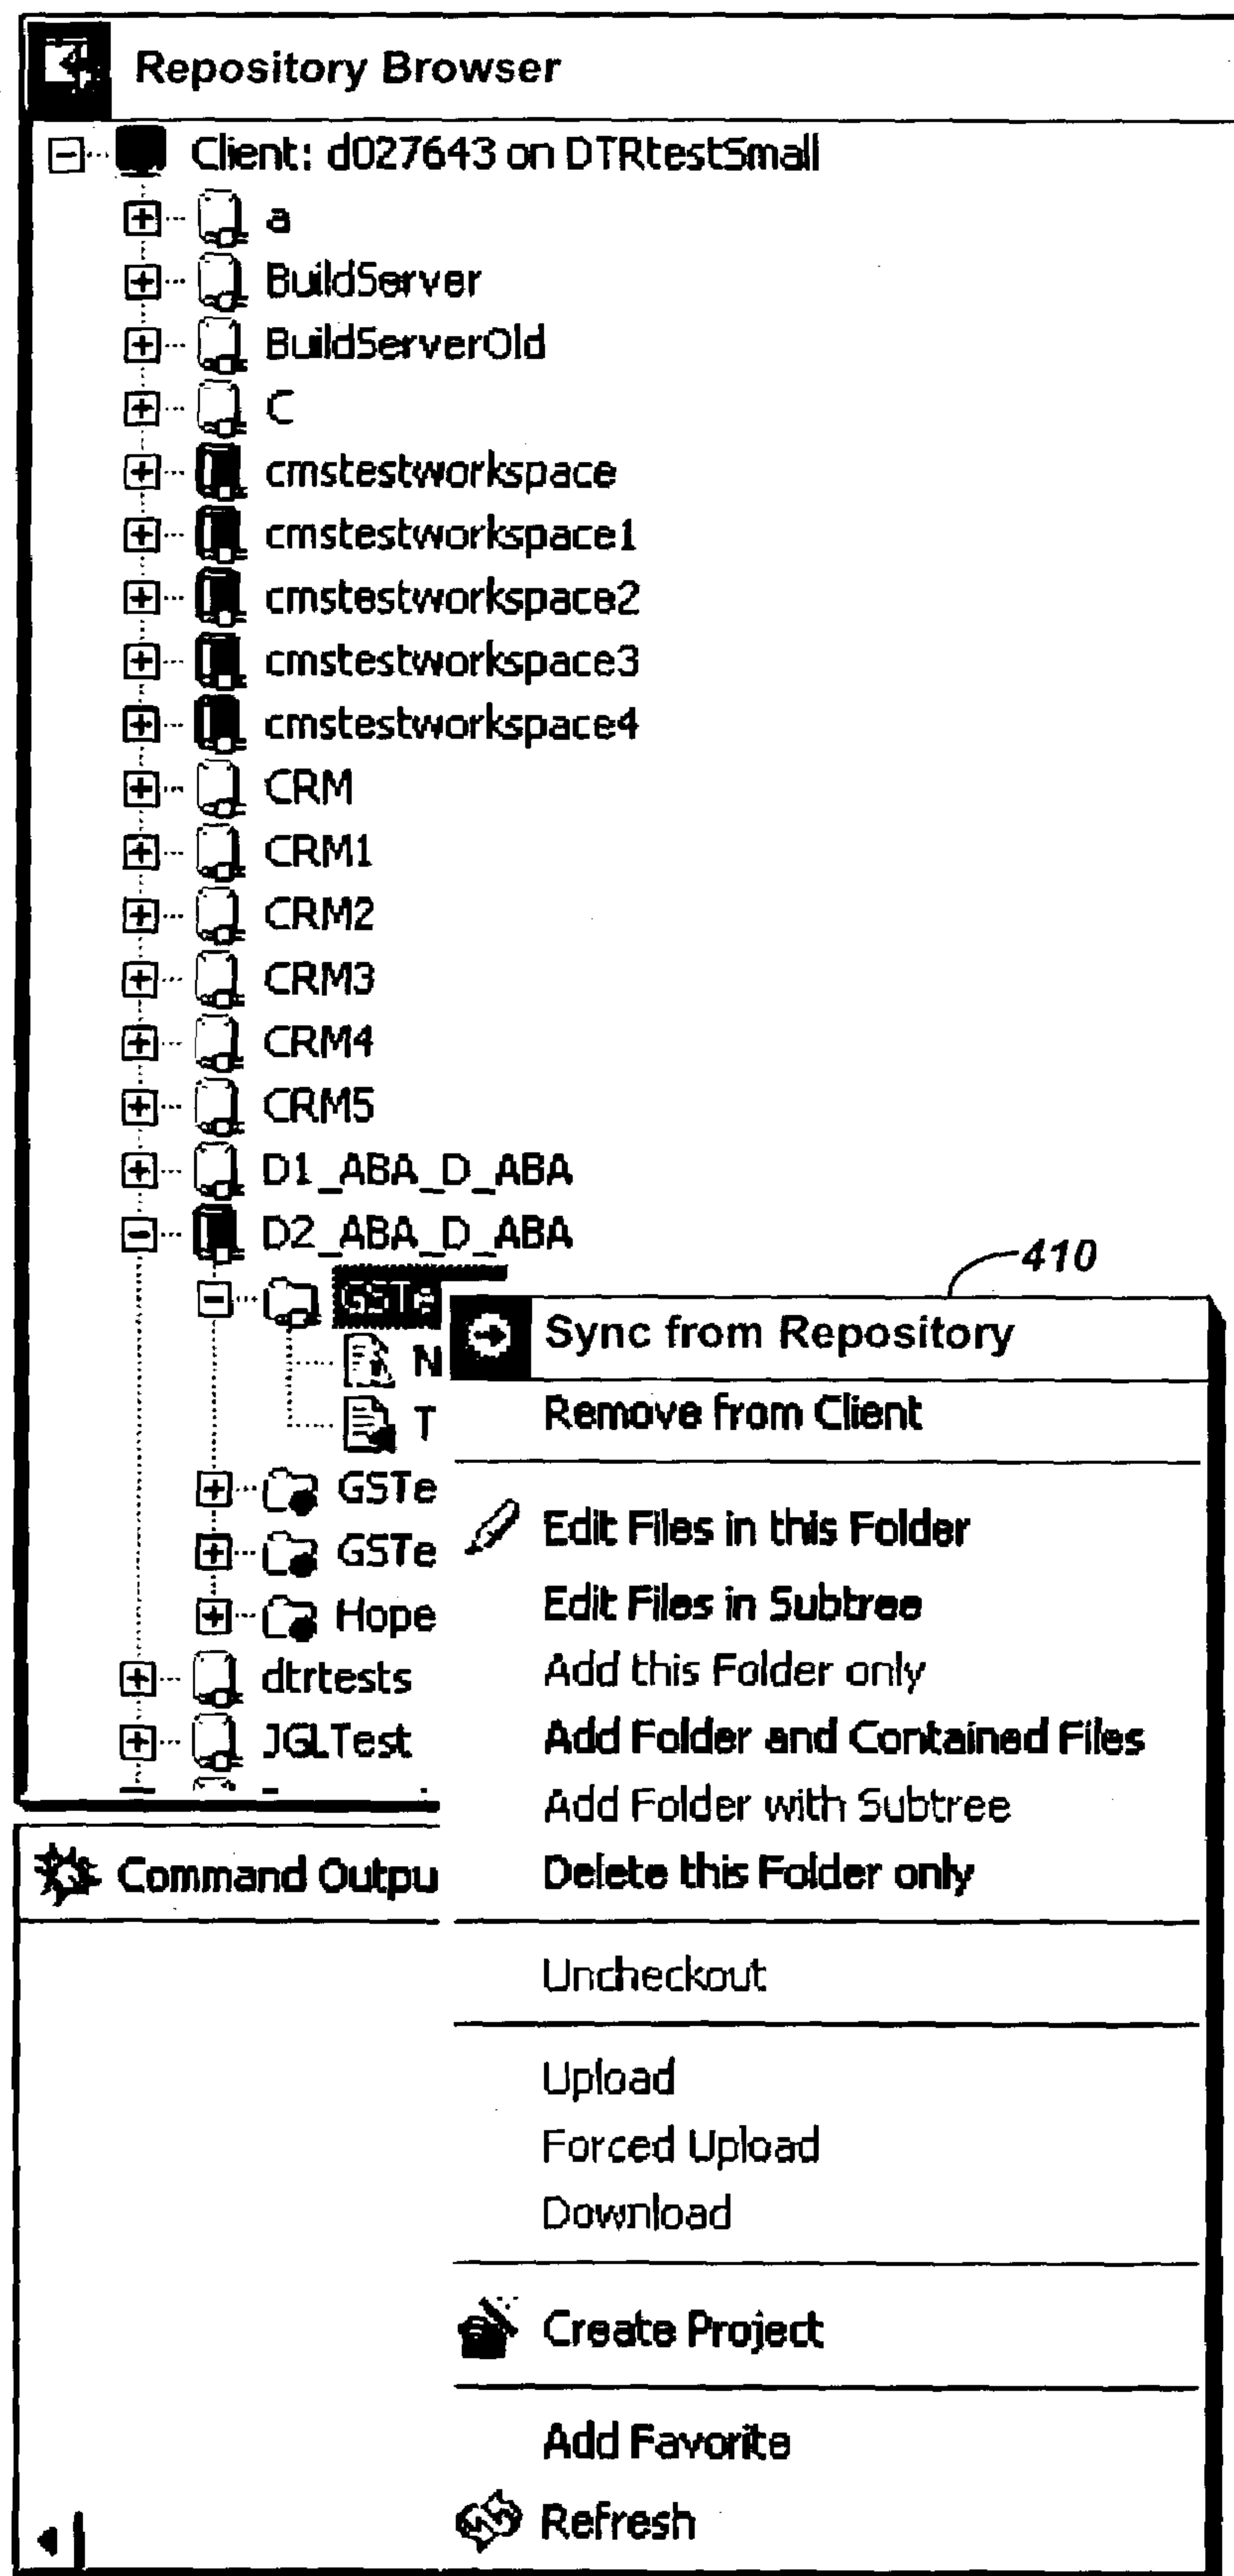 Repository Browser
Client: d027643 on DTRtestSmall
a
BuildServer
BuildServerOld
C
cmstestworkspace
cmstestworkspace1
cmstestworkspace2
cmstestworkspace3
cmstestworkspace4
CRM
CRM1
CRM2
CRM3
CRM4
CRM5
D1_ABA_D_ABA
D2_ABA_D_ABA
GSTe
N
T
GSTe
GSTe
Hope
dtrtests
JGLTest
Command Outpu
410
Sync from Repository
Remove from Client
Edit Files in this Folder
Edit Files in Subtree
Add this Folder only
Add Folder and Contained Files
Add Folder with Subtree
Delete this Folder only
Uncheckout
Upload
Forced Upload
Download
Create Project
Add Favorite
Refresh